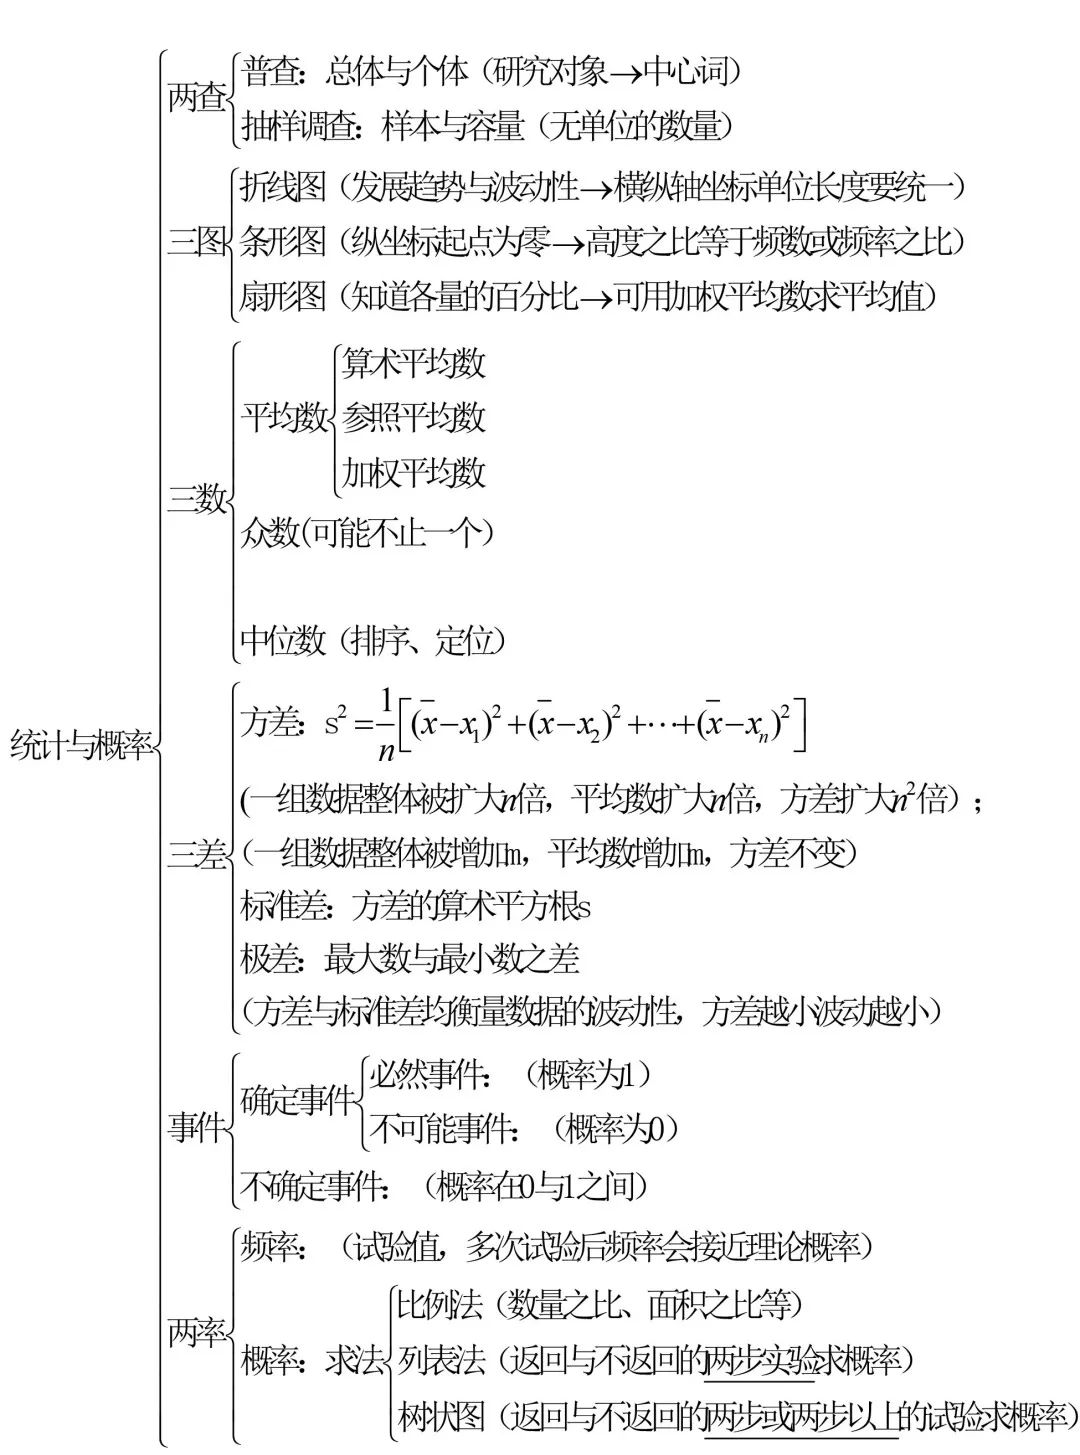 统计与概率
两查
普查：总体与个体（研究对象→中心词）
抽样调查：样本与容量（无单位的数量）
三图
折线图（发展趋势与波动性→横纵轴坐标单位长度要统一）
条形图（纵坐标起点为零→高度之比等于频数或频率之比）
扇形图（知道各量的百分比→可用加权平均数求平均值）
三数
平均数
算术平均数
参照平均数
加权平均数
众数(可能不止一个）
中位数（排序、定位）
三差
方差：s²=1/n[(x̄−x₁)²+(x̄−x₂)²+⋯+(x̄−xₙ)²]
(一组数据整体被扩大n倍，平均数扩大n倍，方差扩大n²倍）；
（一组数据整体被增加m，平均数增加m，方差不变）
标准差：方差的算术平方根s
极差：最大数与最小数之差
（方差与标准差均衡量数据的波动性，方差越小波动越小）
事件
确定事件
必然事件：（概率为1）
不可能事件：（概率为0）
不确定事件：（概率在0与1之间）
两率
频率：（试验值，多次试验后频率会接近理论概率）
概率：求法
比例法（数量之比、面积之比等）
列表法（返回与不返回的两步实验求概率）
树状图（返回与不返回的两步或两步以上的试验求概率）